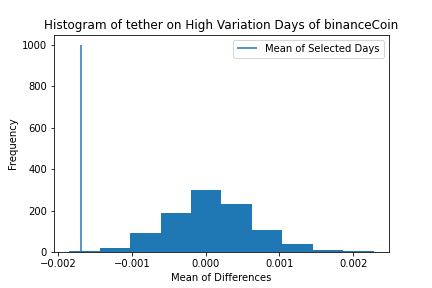 Histogram of tether on High Variation Days of binanceCoin
Mean of Selected Days
1000
800
600
400
200
0
Frequency
−0.002
−0.001
0.000
0.001
0.002
Mean of Differences